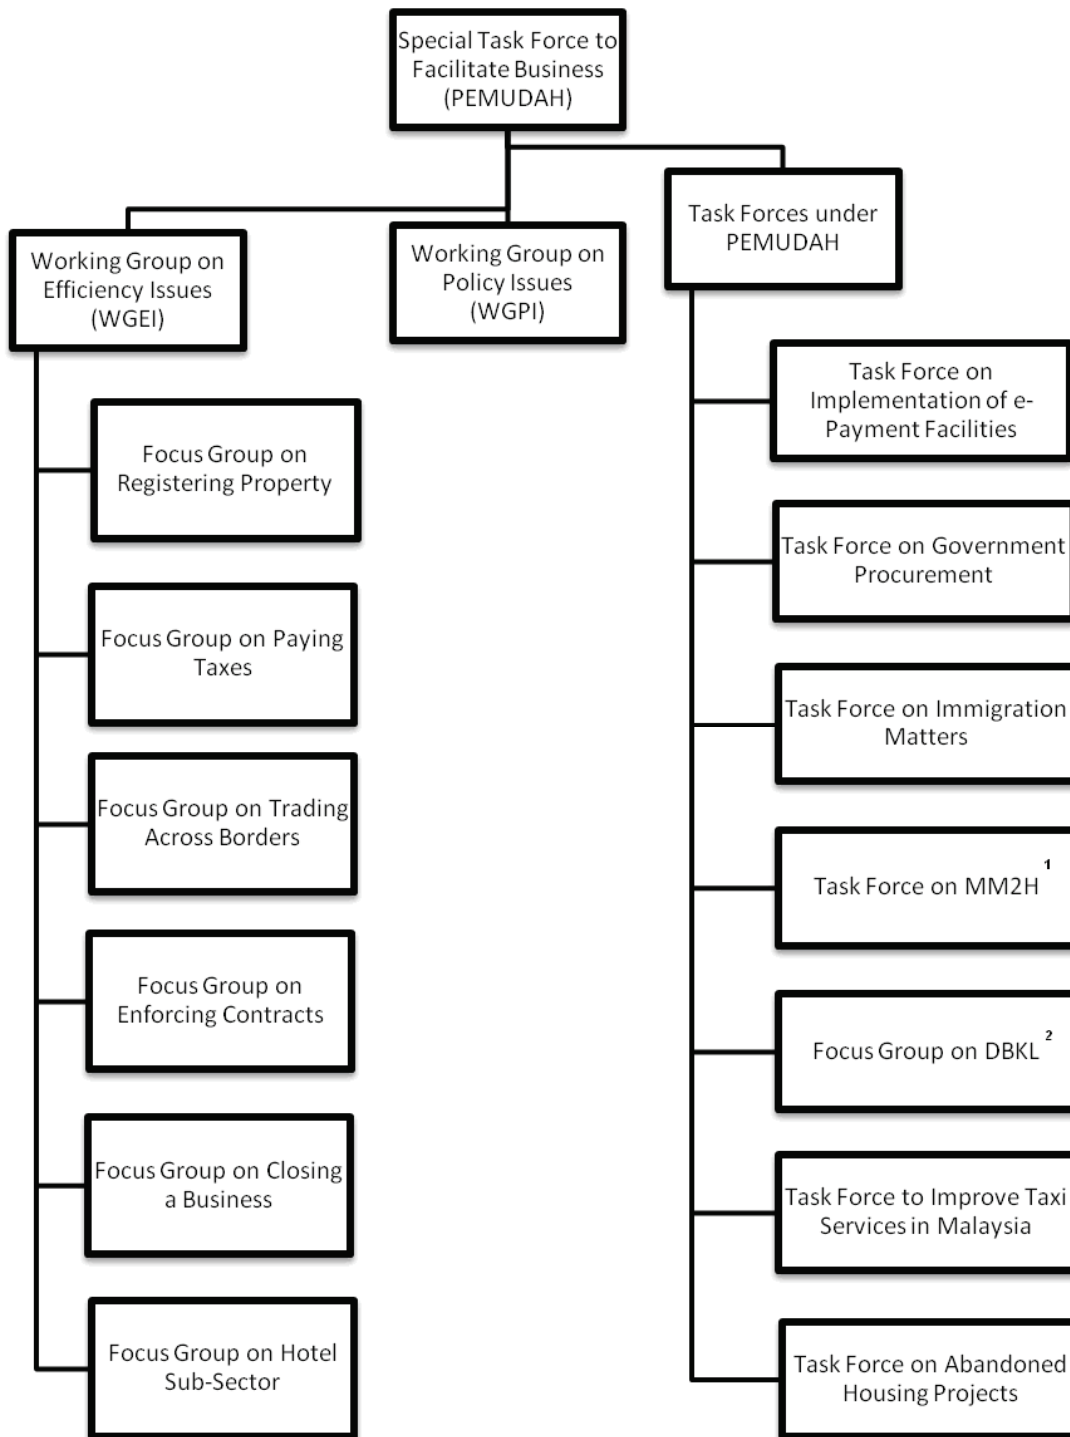 Special Task Force to
Facilitate Business
(PEMUDAH)
Working Group on
Efficiency Issues
(WGEI)
Working Group on
Policy Issues
(WGPI)
Task Forces under
PEMUDAH
Focus Group on
Registering Property
Focus Group on Paying
Taxes
Focus Group on Trading
Across Borders
Focus Group on
Enforcing Contracts
Focus Group on Closing
a Business
Focus Group on Hotel
Sub-Sector
Task Force on
Implementation of e-
Payment Facilities
Task Force on Government
Procurement
Task Force on Immigration
Matters
Task Force on MM2H 1
Focus Group on DBKL 2
Task Force to Improve Taxi
Services in Malaysia
Task Force on Abandoned
Housing Projects